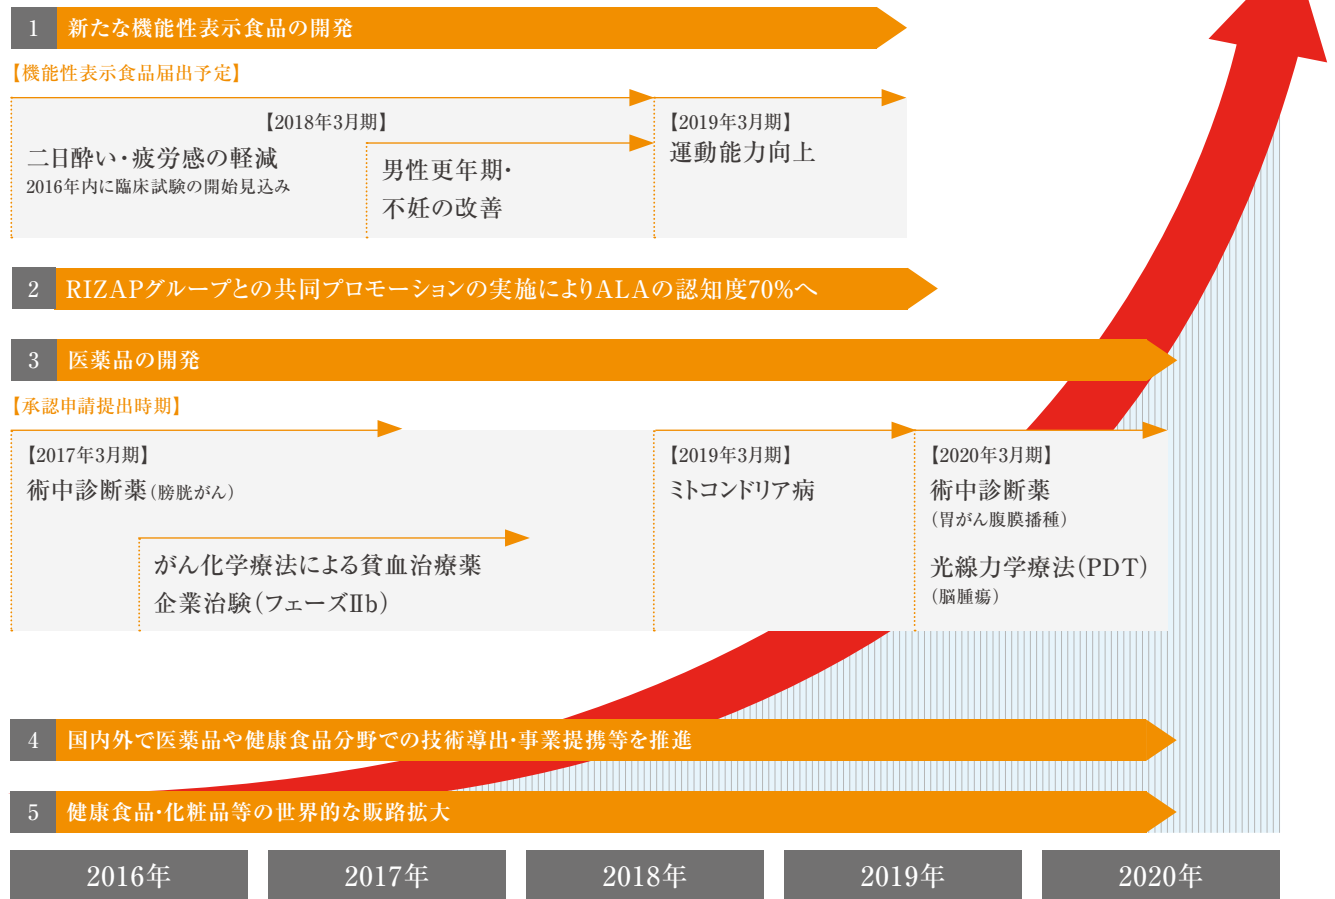 1 新たな機能性表示食品の開発
【機能性表示食品届出予定】
【2018年3月期】
二日酔い・疲労感の軽減
2016年内に臨床試験の開始見込み
男性更年期・
不妊の改善
【2019年3月期】
運動能力向上
2 RIZAPグループとの共同プロモーションの実施によりALAの認知度70%へ
3 医薬品の開発
【承認申請提出時期】
【2017年3月期】
術中診断薬（膀胱がん）
がん化学療法による貧血治療薬
企業治験（フェーズⅡb）
【2019年3月期】
ミトコンドリア病
【2020年3月期】
術中診断薬
（胃がん腹膜播種）
光線力学療法（PDT）
（脳腫瘍）
4 国内外で医薬品や健康食品分野での技術導出・事業提携等を推進
5 健康食品・化粧品等の世界的な販路拡大
2016年 2017年 2018年 2019年 2020年